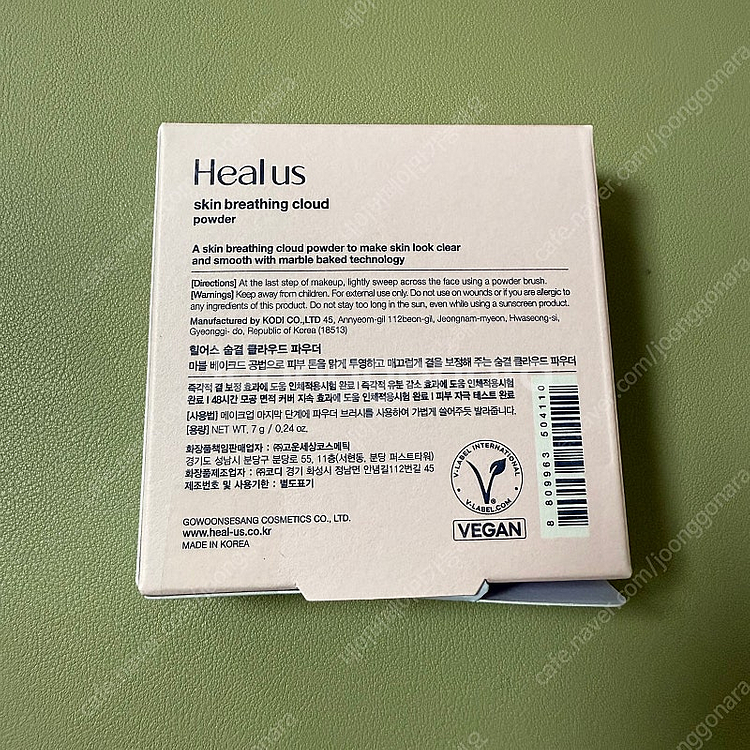 Heal us
skin breathing cloud
powder
A skin breathing cloud powder to make skin look clear
and smooth with marble baked technology
[Directions] At the last step of makeup, lightly sweep across the face using a powder brush.
[Warnings] Keep away from children. For external use only. Do not use on wounds or if you are allergic to
any ingredients of this product. Do not stay too long in the sun, even while using a sunscreen product.
Manufactured by KODI CO.,LTD 45, Annyeom-gil 112beon-gil, Jeongnam-myeon, Hwaseong-si,
Gyeonggi- do, Republic of Korea (18513)
힐어스 숨결 클라우드 파우더
마블 베이크드 공법으로 피부 톤을 맑게 투영하고 매끄럽게 결을 보정해 주는 숨결 클라우드 파우더
즉각적 결 보정 효과에 도움 인체적용시험 완료 | 즉각적 유분 감소 효과에 도움 인체적용시험
완료 | 48시간 모공 면적 커버 지속 효과에 도움 인체적용시험 완료 | 피부 자극 테스트 완료
[사용법] 메이크업 마지막 단계에 파우더 브러시를 사용하여 가볍게 쓸어주듯 발라줍니다.
[용량] NET WT. 7 g / 0.24 oz.
화장품책임판매업자 : ㈜고운세상코스메틱
경기도 성남시 분당구 분당로 55, 11층(서현동, 분당 퍼스트타워)
화장품제조업자 : ㈜코디 경기 화성시 정남면 안녕길112번길 45
제조번호 및 사용기한 : 별도표기
GOWOONSESANG COSMETICS CO., LTD.
www.heal-us.co.kr
MADE IN KOREA
V-LABEL INTERNATIONAL
V-LABEL.COM
VEGAN
8 809963 504110
cafe.naver.com/joonggonara